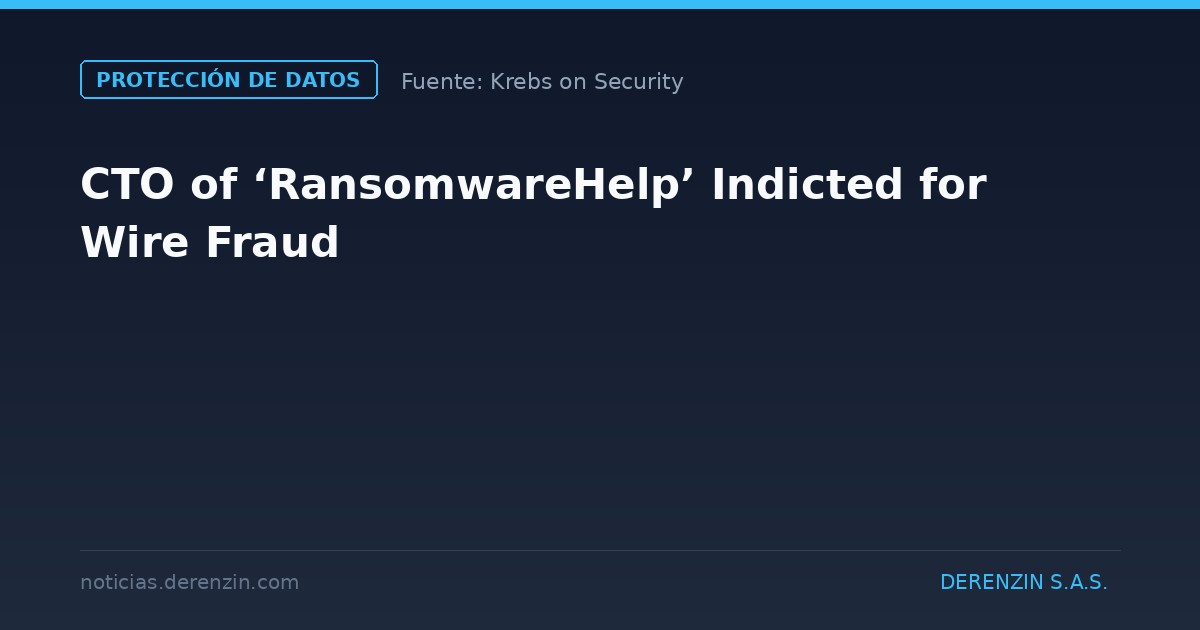 PROTECCIÓN DE DATOS
Fuente: Krebs on Security
CTO of ‘RansomwareHelp’ Indicted for
Wire Fraud
noticias.derenzin.com
DERENZIN S.A.S.